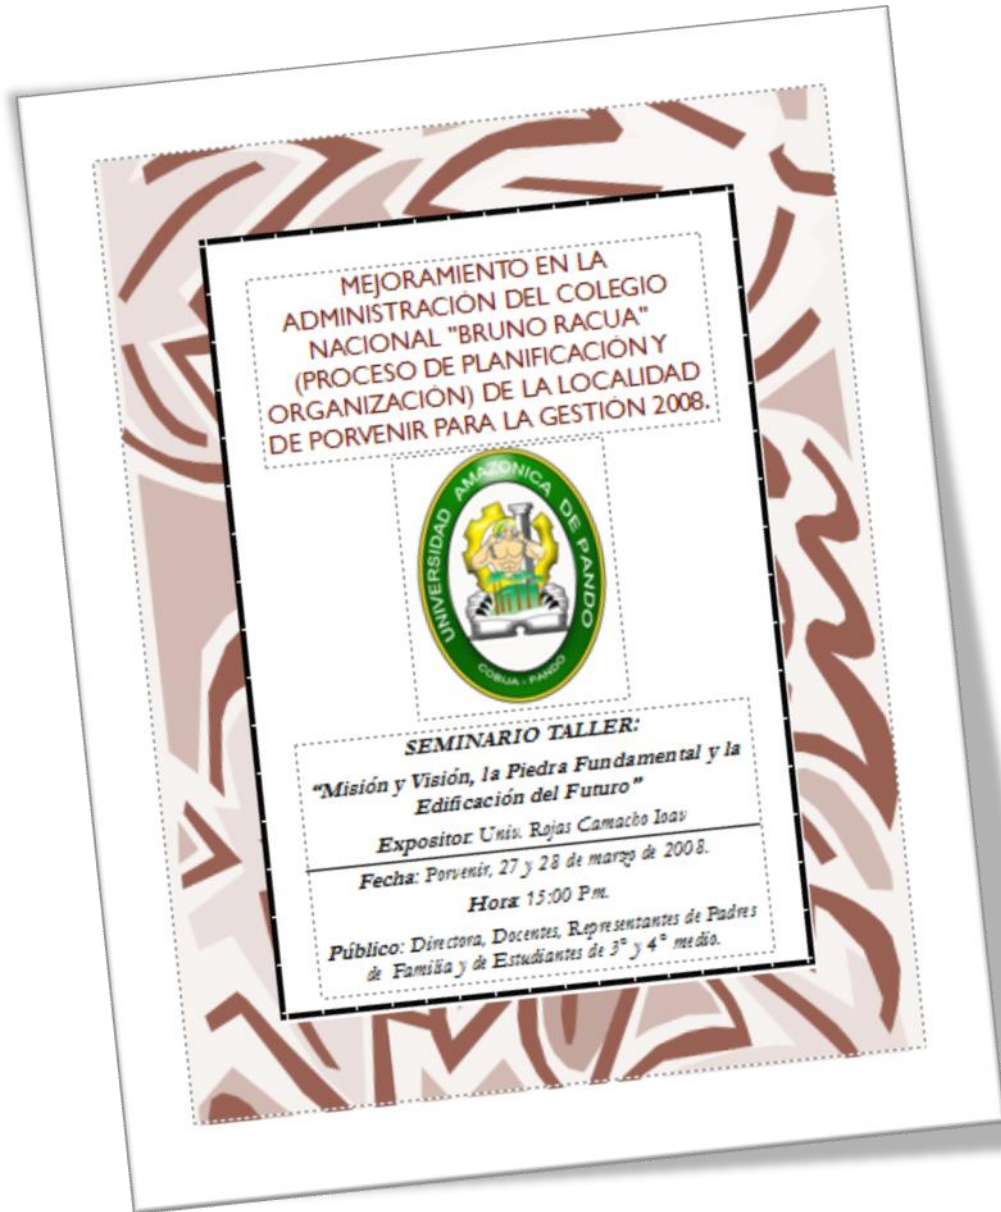 MEJORAMIENTO EN LA
ADMINISTRACIÓN DEL COLEGIO
NACIONAL "BRUNO RACUA"
(PROCESO DE PLANIFICACIÓN Y
ORGANIZACIÓN) DE LA LOCALIDAD
DE PORVENIR PARA LA GESTIÓN 2008.
UNIVERSIDAD AMAZONICA DE PANDO
COBIJA - PANDO
SEMINARIO TALLER:
“Misión y Visión, la Piedra Fundamental y la
Edificación del Futuro”
Expositor: Univ. Rojas Camacho Ioav
Fecha: Porvenir, 27 y 28 de marzo de 2008.
Hora: 15:00 Pm.
Público: Directora, Docentes, Representantes de Padres
de Familia y de Estudiantes de 3° y 4° medio.